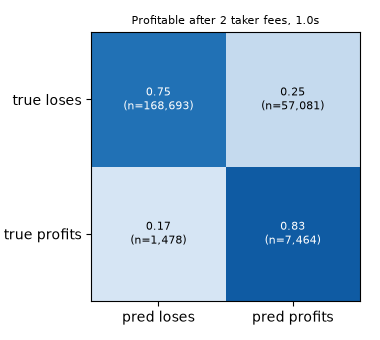 Profitable after 2 taker fees, 1.0s
true loses
0.75
(n=168,693)
0.25
(n=57,081)
true profits
0.17
(n=1,478)
0.83
(n=7,464)
pred loses
pred profits